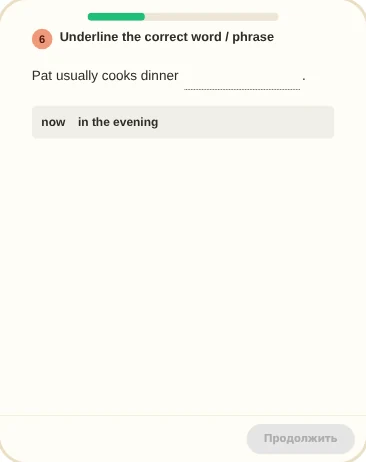 6 Underline the correct word / phrase
Pat usually cooks dinner .
now in the evening
Продолжить